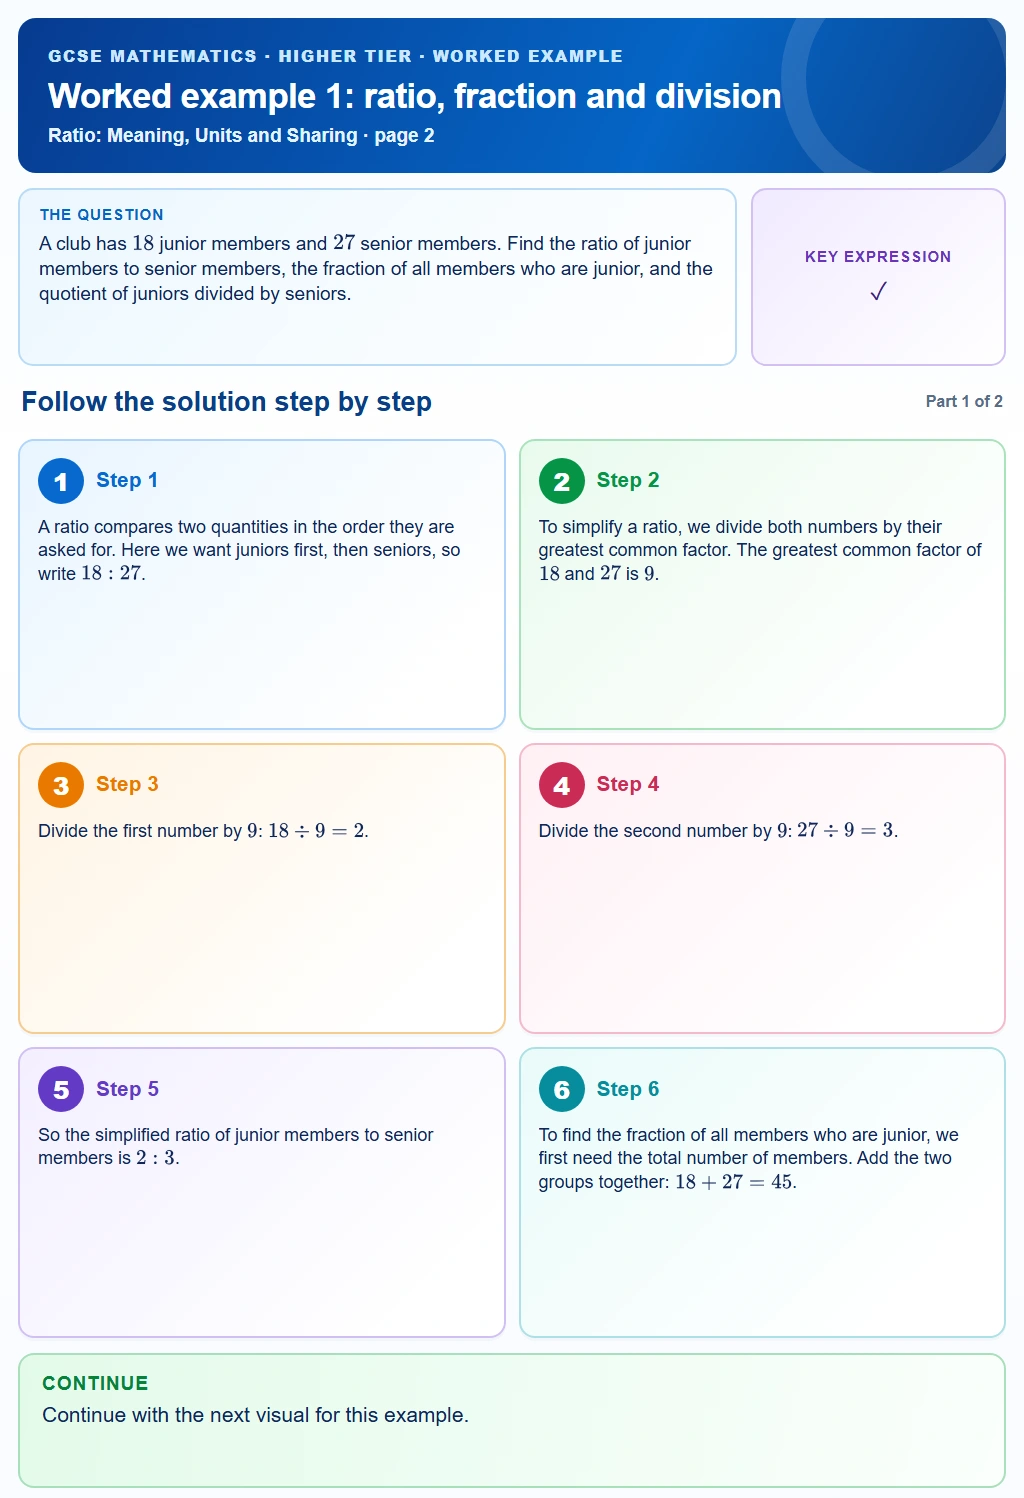 GCSE MATHEMATICS · HIGHER TIER · WORKED EXAMPLE
Worked example 1: ratio, fraction and division
Ratio: Meaning, Units and Sharing · page 2
THE QUESTION
A club has 18 junior members and 27 senior members. Find the ratio of junior
members to senior members, the fraction of all members who are junior, and the
quotient of juniors divided by seniors.
KEY EXPRESSION
✓
Follow the solution step by step
Part 1 of 2
1 Step 1
A ratio compares two quantities in the order they are
asked for. Here we want juniors first, then seniors, so
write 18 : 27.
2 Step 2
To simplify a ratio, we divide both numbers by their
greatest common factor. The greatest common factor of
18 and 27 is 9.
3 Step 3
Divide the first number by 9: 18 ÷ 9 = 2.
4 Step 4
Divide the second number by 9: 27 ÷ 9 = 3.
5 Step 5
So the simplified ratio of junior members to senior
members is 2 : 3.
6 Step 6
To find the fraction of all members who are junior, we
first need the total number of members. Add the two
groups together: 18 + 27 = 45.
CONTINUE
Continue with the next visual for this example.